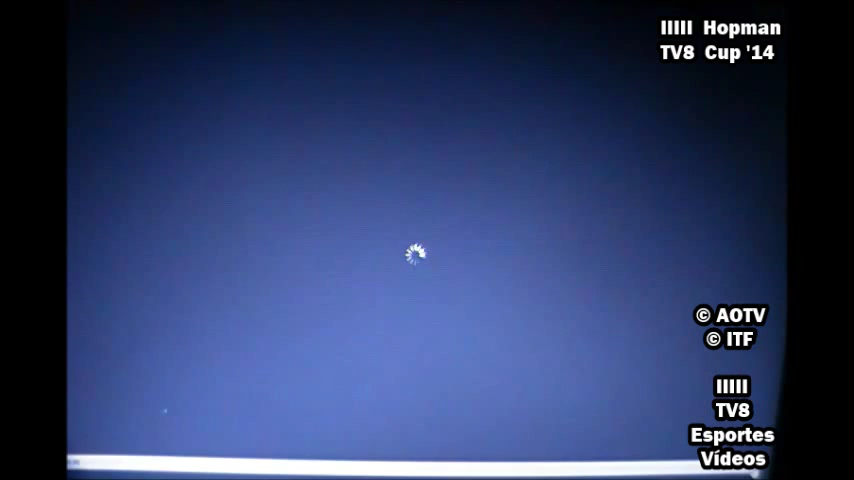 IIIII Hopman
TV8 Cup '14
© AOTV
© ITF
IIIII
TV8
Esportes
Vídeos